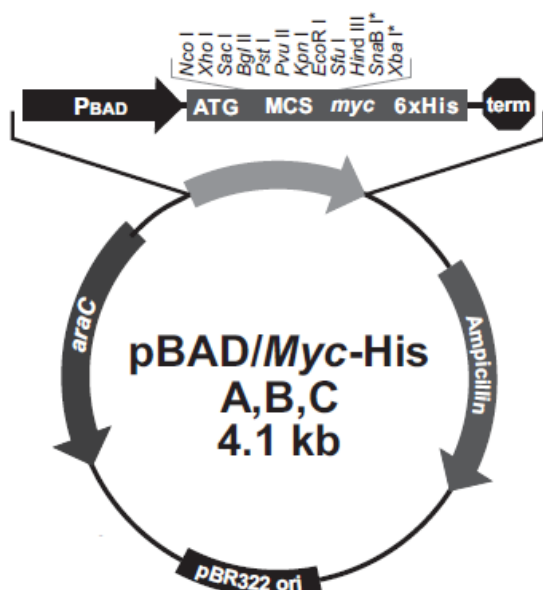 Nco I
Xho I
Sac I
Bgl II
Pst I
Pvu II
Kpn I
EcoR I
Sfu I
Hind III
SnaB I*
Xba I*
PBAD
ATG
MCS
myc
6xHis
term
araC
Ampicillin
pBAD/Myc-His
A,B,C
4.1 kb
pBR322 ori